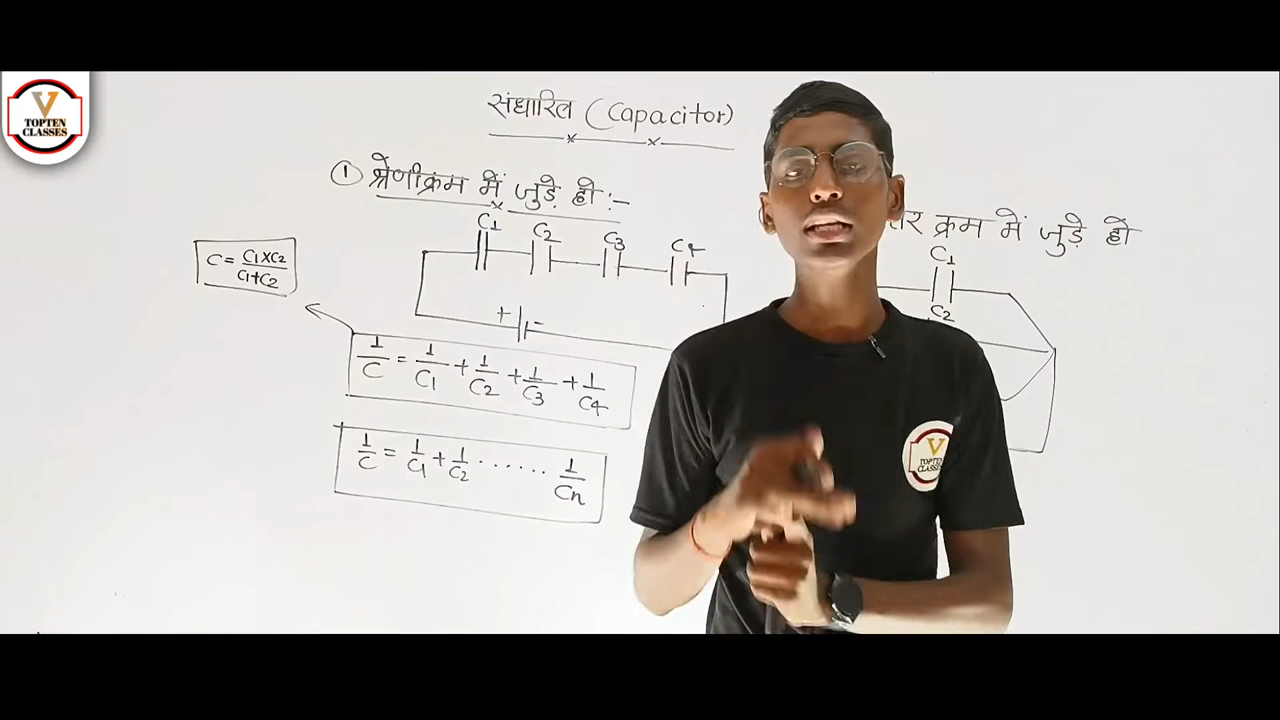 V
TOPTEN
CLASSES
संधारित्र (Capacitor)
① श्रेणीक्रम में जुड़े हो :-
C1 C2 C3 C4
+ -
C = C1 x C2 / C1 + C2
1/C = 1/C1 + 1/C2 + 1/C3 + 1/C4
1/C = 1/C1 + 1/C2 ....... 1/Cn
क्रम में जुड़े हो
C1
C2
V
TOPTEN
CLASSES